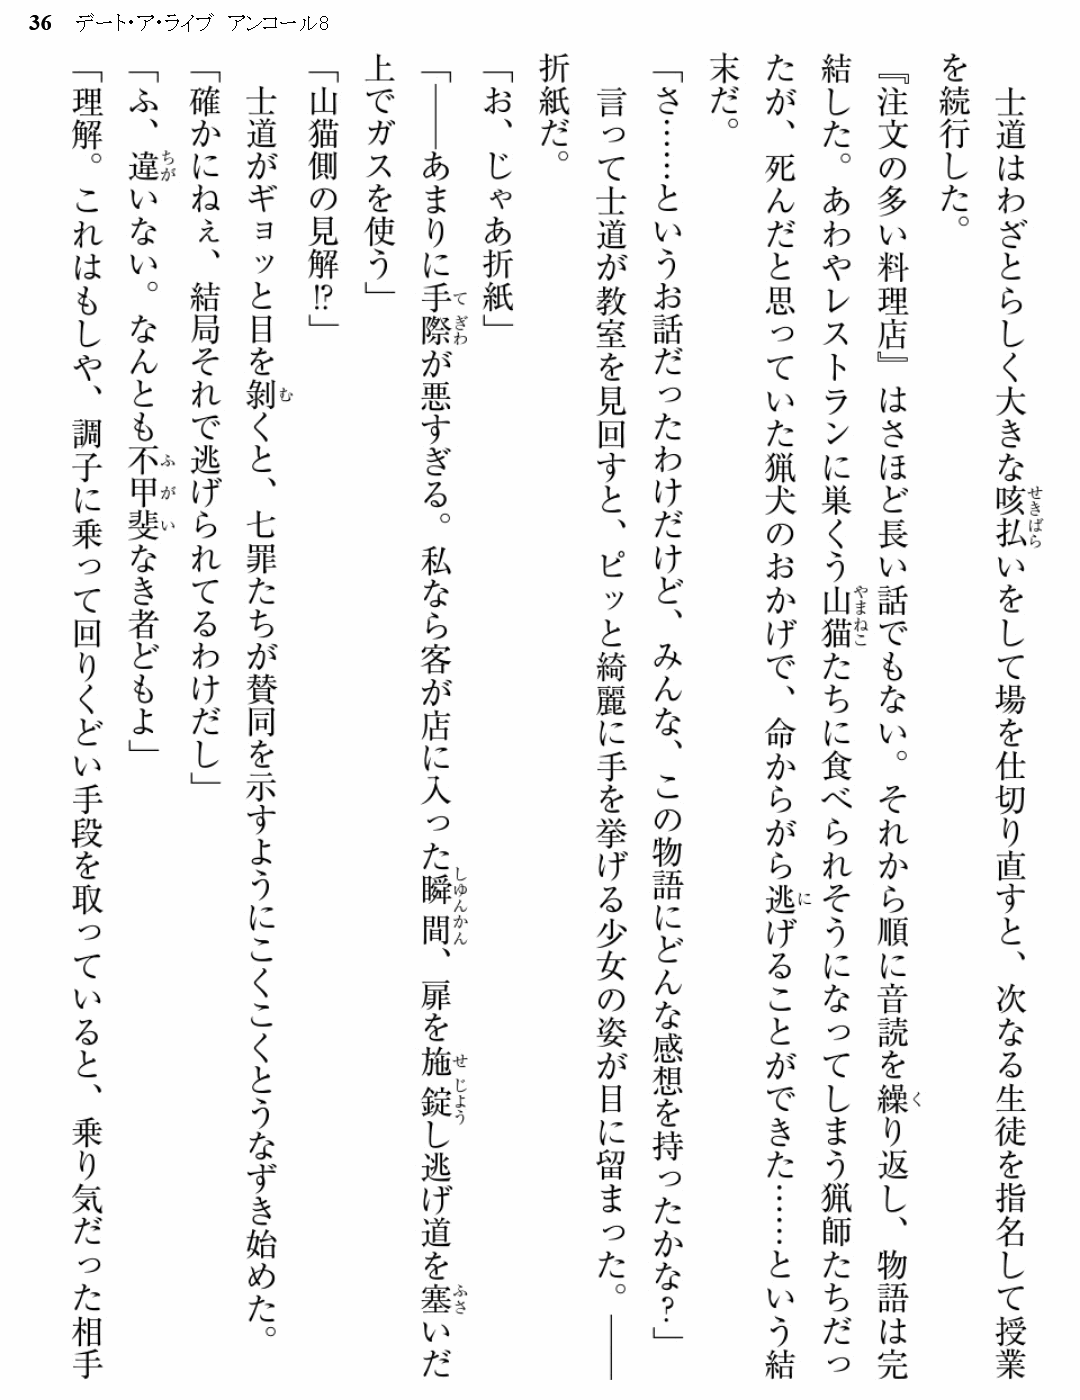 36 デート・ア・ライブ アンコール8
　士道はわざとらしく大きな咳払いをして場を仕切り直すと、次なる生徒を指名して授業
を続行した。
『注文の多い料理店』はさほど長い話でもない。それから順に音読を繰り返し、物語は完
結した。あわやレストランに巣くう山猫たちに食べられそうになってしまう猟師たちだっ
たが、死んだと思っていた猟犬のおかげで、命からがら逃げることができた……という結
末だ。
「さ……というお話だったわけだけど、みんな、この物語にどんな感想を持ったかな？」
　言って士道が教室を見回すと、ピッと綺麗に手を挙げる少女の姿が目に留まった。――
折紙だ。
「お、じゃあ折紙」
「――あまりに手際が悪すぎる。私なら客が店に入った瞬間、扉を施錠し逃げ道を塞いだ
上でガスを使う」
「山猫側の見解!?」
　士道がギョッと目を剝くと、七罪たちが賛同を示すようにこくこくとうなずき始めた。
「確かにねぇ、結局それで逃げられてるわけだし」
「ふ、違いない。なんとも不甲斐なき者どもよ」
「理解。これはもしや、調子に乗って回りくどい手段を取っていると、乗り気だった相手